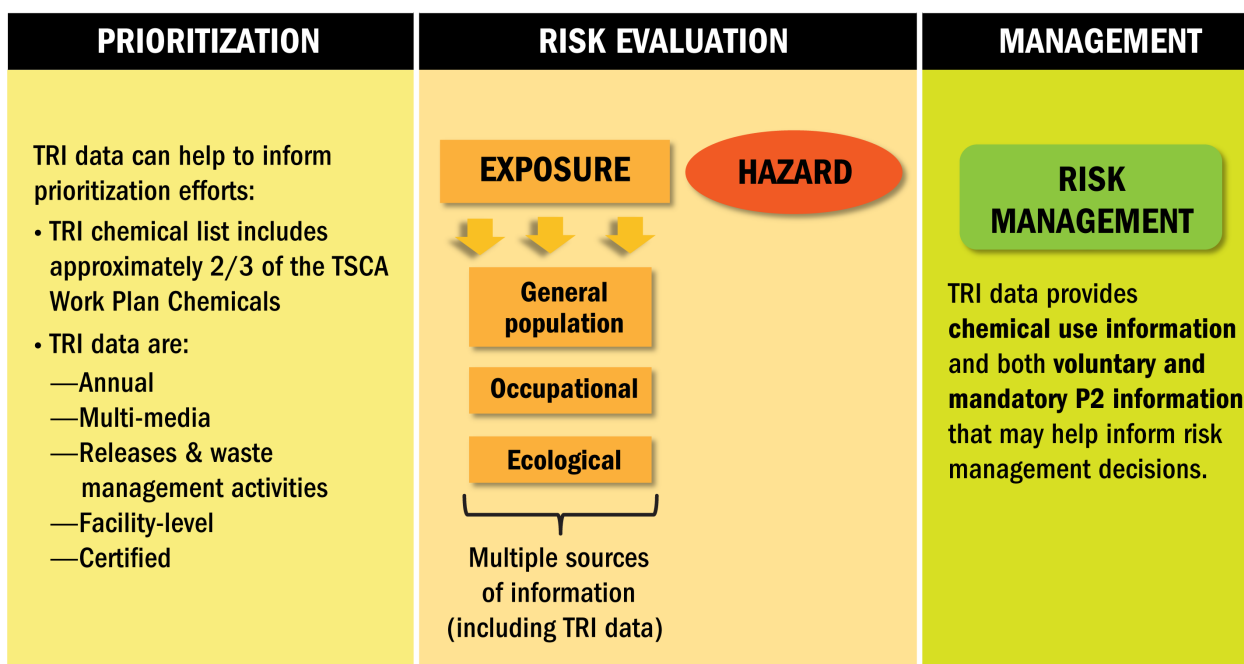 PRIORITIZATION
TRI data can help to inform
prioritization efforts:
• TRI chemical list includes
approximately 2/3 of the TSCA
Work Plan Chemicals
• TRI data are:
—Annual
—Multi-media
—Releases & waste
management activities
—Facility-level
—Certified
RISK EVALUATION
EXPOSURE
HAZARD
General
population
Occupational
Ecological
Multiple sources
of information
(including TRI data)
MANAGEMENT
RISK
MANAGEMENT
TRI data provides
chemical use information
and both voluntary and
mandatory P2 information
that may help inform risk
management decisions.